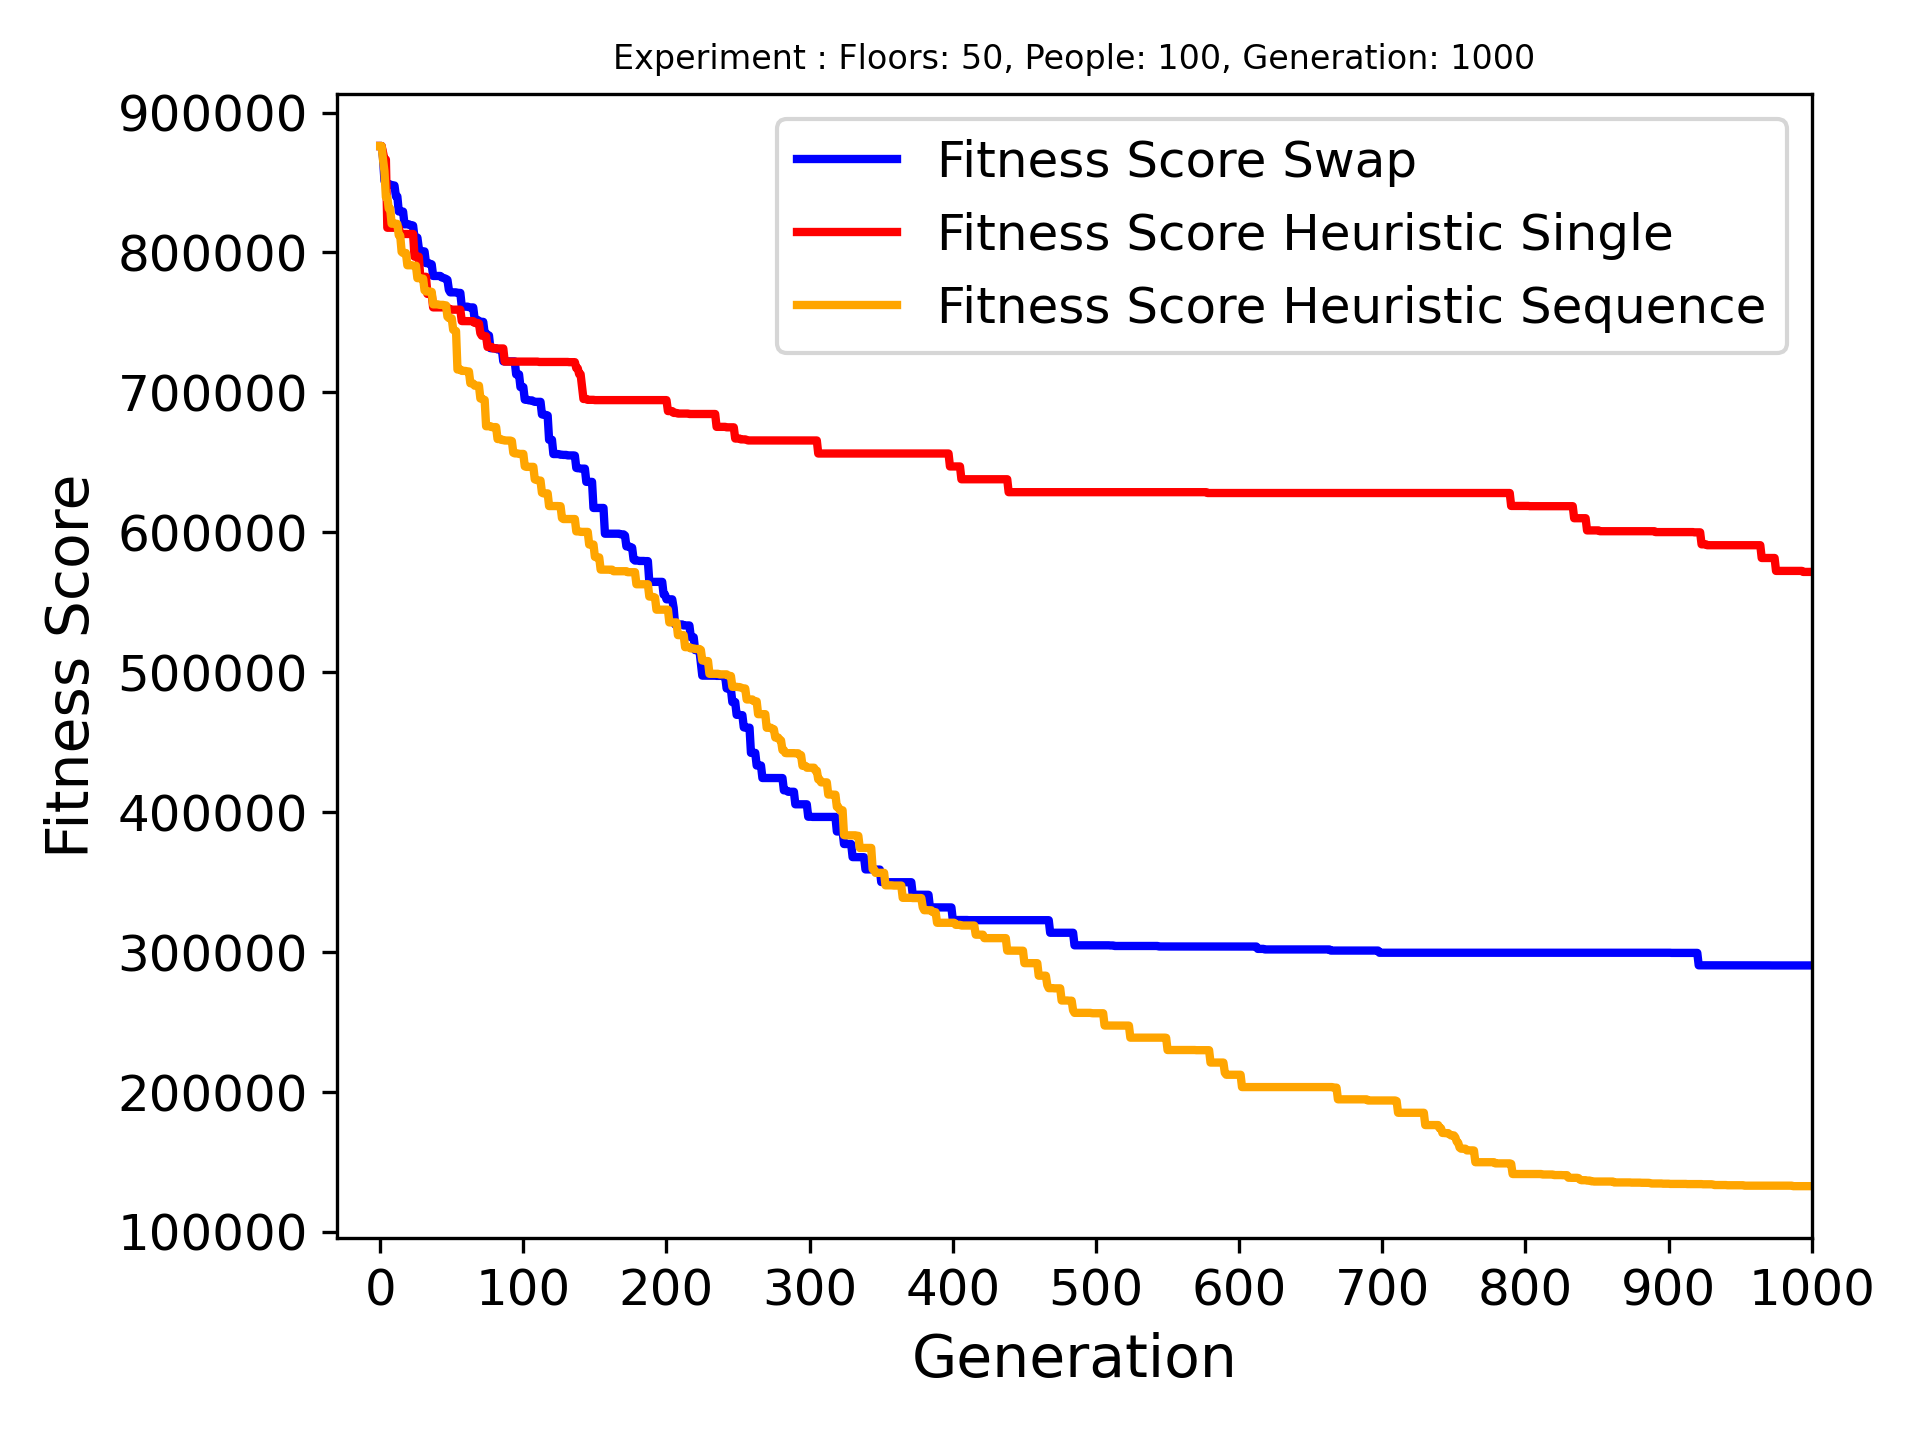 Experiment : Floors: 50, People: 100, Generation: 1000
Fitness Score Swap
Fitness Score Heuristic Single
Fitness Score Heuristic Sequence
Fitness Score
900000
800000
700000
600000
500000
400000
300000
200000
100000
0 100 200 300 400 500 600 700 800 900 1000
Generation